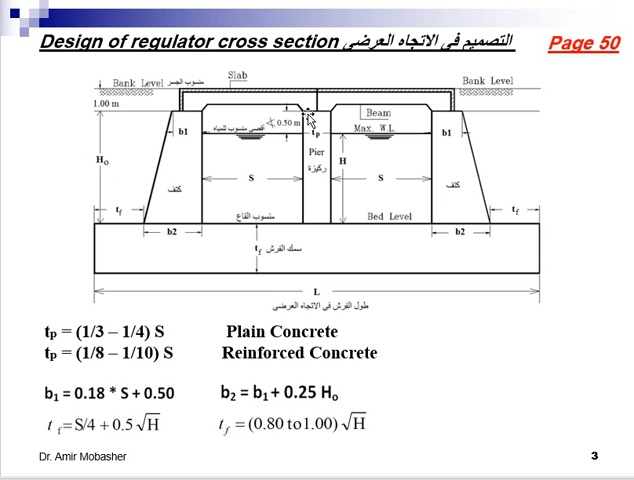 Design of regulator cross section التصميم فى الاتجاه العرضى
Page 50
Bank Level منسوب الجسر
Slab
Bank Level
1.00 m
b1
أقصى منسوب للمياه
0.50 m
tp
Beam
Max. W.L.
b1
Ho
Pier
ركيزة
H
S
S
كتف
كتف
tf
منسوب القاع
Bed Level
tf
b2
b2
tf
سمك الفرش
L
طول الفرش فى الاتجاه العرضى
tp = (1/3 – 1/4) S Plain Concrete
tp = (1/8 – 1/10) S Reinforced Concrete
b1 = 0.18 * S + 0.50 b2 = b1 + 0.25 Ho
t f = S/4 + 0.5 √H tf = (0.80 to 1.00) √H
Dr. Amir Mobasher
3